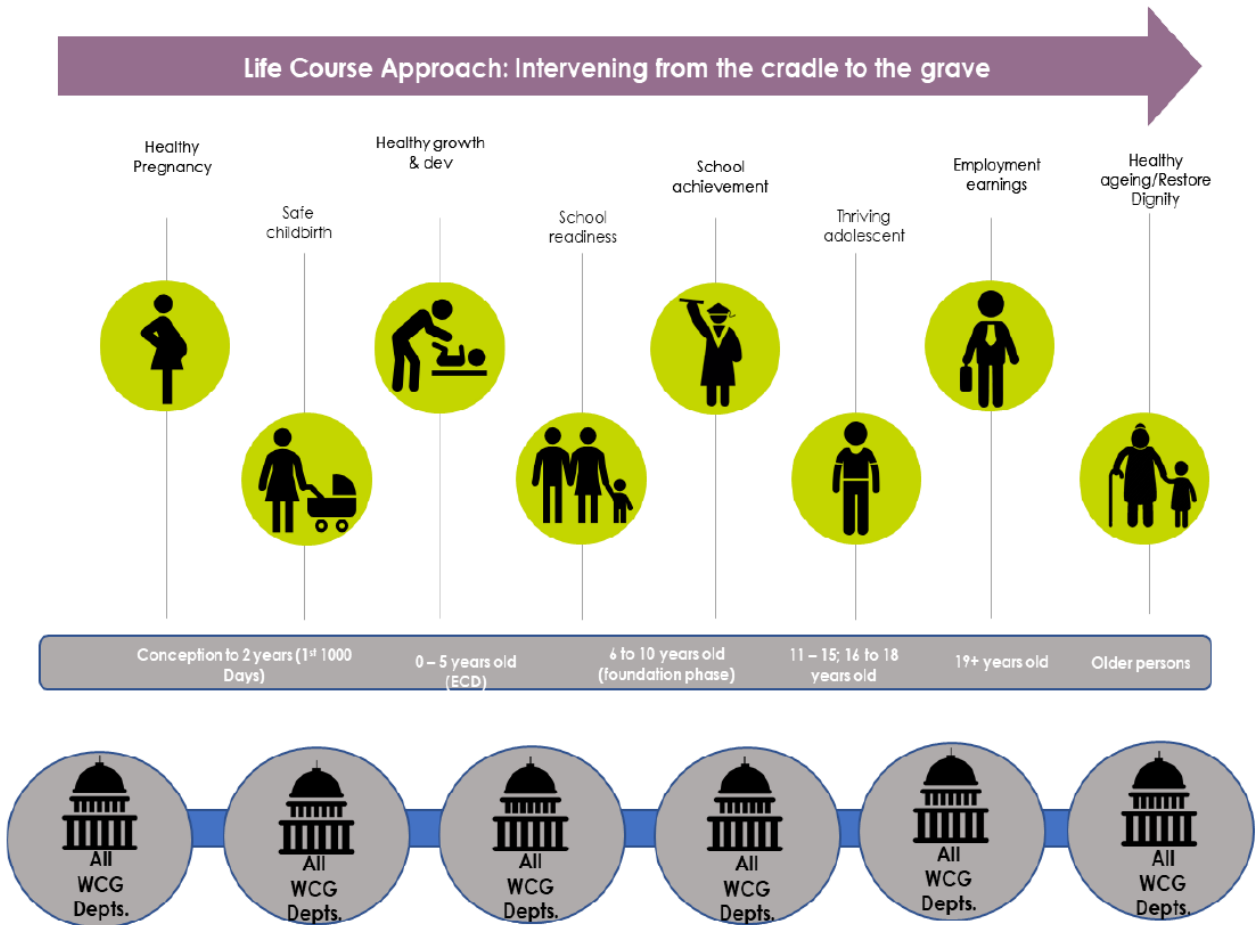 Life Course Approach: Intervening from the cradle to the grave
Healthy
Pregnancy
Safe
childbirth
Healthy growth
& dev
School
readiness
School
achievement
Thriving
adolescent
Employment
earnings
Healthy
ageing/Restore
Dignity
Conception to 2 years (1st 1000
Days)
0 – 5 years old
(ECD)
6 to 10 years old
(foundation phase)
11 – 15; 16 to 18
years old
19+ years old
Older persons
All
WCG
Depts.
All
WCG
Depts.
All
WCG
Depts.
All
WCG
Depts.
All
WCG
Depts.
All
WCG
Depts.